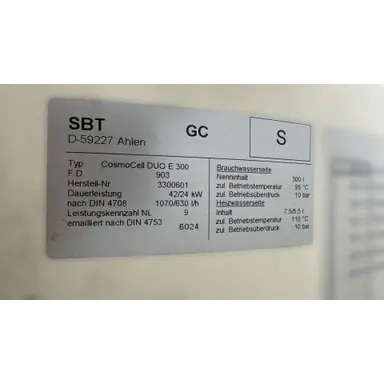 SBT
D-59227 Ahlen
GC
S
Typ CosmoCell DUO E 300
F.D 903
Herstell-Nr 3300601
Dauerleistung 42/24 kW
nach DIN 4708 1070/630 l/h
Leistungskennzahl NL 9
emailliert nach DIN 4753 6024
Brauchwasserseite
Nenninhalt 300 l
zul. Betriebstemperatur 95 °C
zul. Betriebsüberdruck 10 bar
Heizwasserseite
Inhalt 7.5/5,5 l
zul. Betriebstemperatur 110 °C
zul. Betriebsüberdruck 10 bar